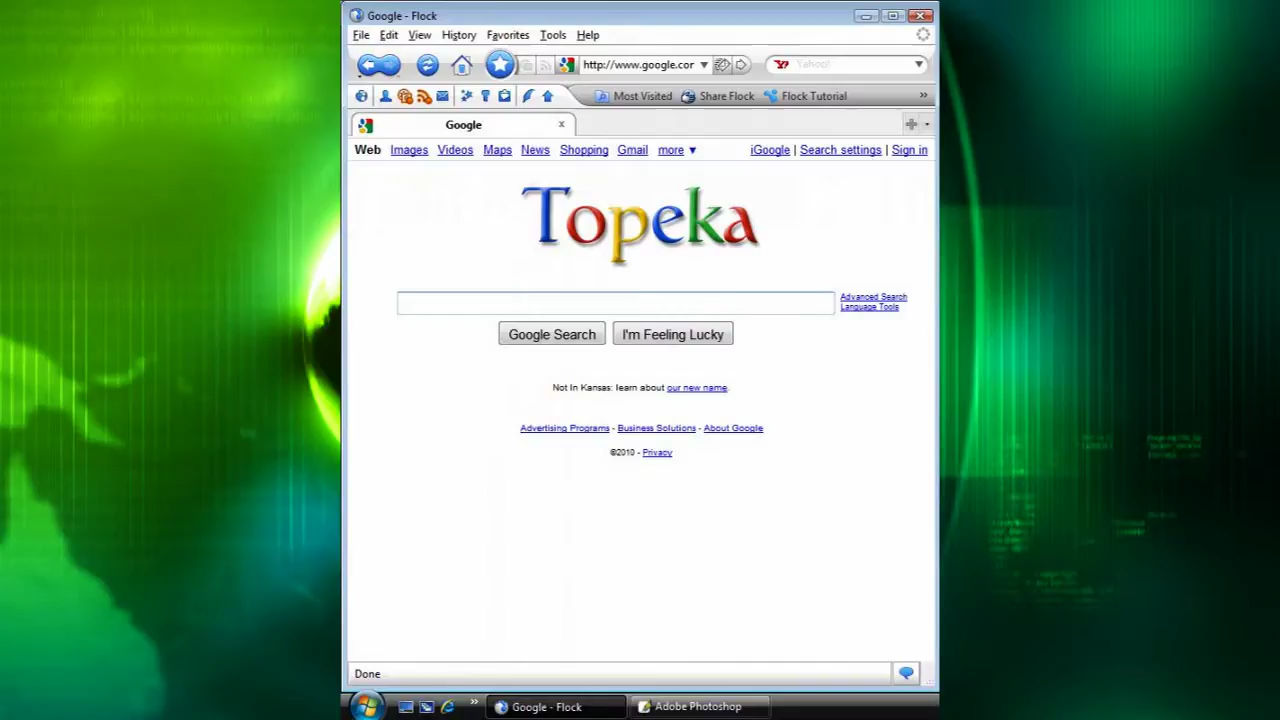 Google - Flock
File Edit View History Favorites Tools Help
http://www.google.cor Yahoo!
Most Visited Share Flock Flock Tutorial »
Google x
Web Images Videos Maps News Shopping Gmail more ▼ iGoogle | Search settings | Sign in
Topeka
Advanced Search
Language Tools
Google Search I'm Feeling Lucky
Not In Kansas: learn about our new name.
Advertising Programs - Business Solutions - About Google
©2010 - Privacy
Done
» Google - Flock Adobe Photoshop